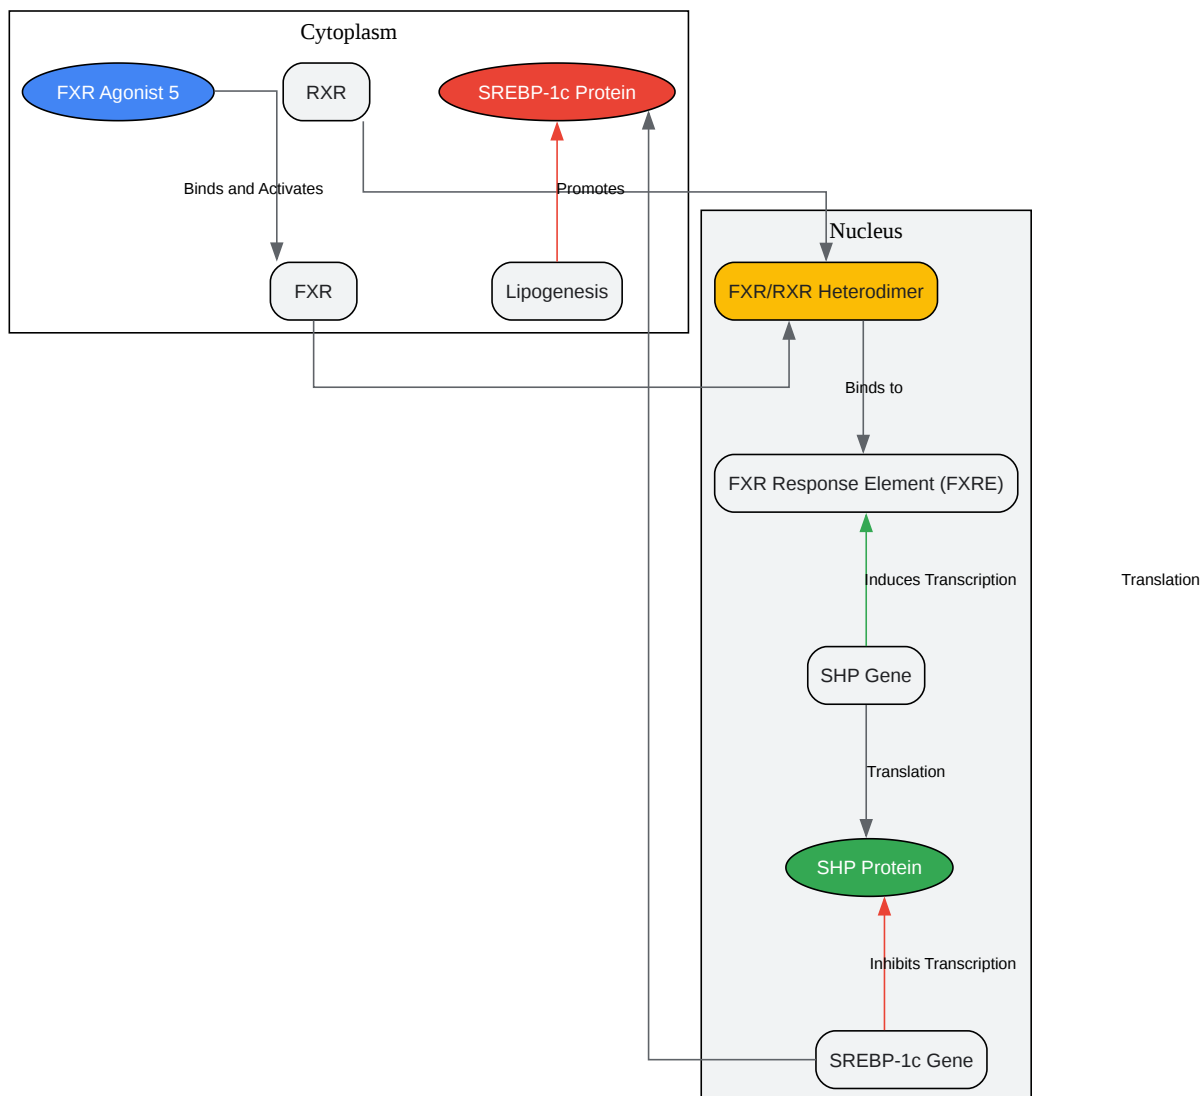 Cytoplasm
FXR Agonist 5
RXR
SREBP-1c Protein
Binds and Activates
Promotes
Nucleus
FXR
Lipogenesis
FXR/RXR Heterodimer
Binds to
FXR Response Element (FXRE)
Induces Transcription
Translation
SHP Gene
Translation
SHP Protein
Inhibits Transcription
SREBP-1c Gene